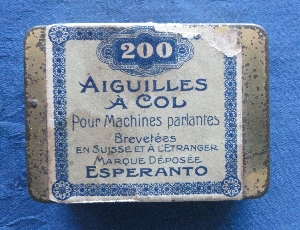 200
AIGUILLES
À COL
Pour Machines parlantes
Brevetées
EN SUISSE ET À L'ÉTRANGER
MARQUE DÉPOSÉE
ESPERANTO